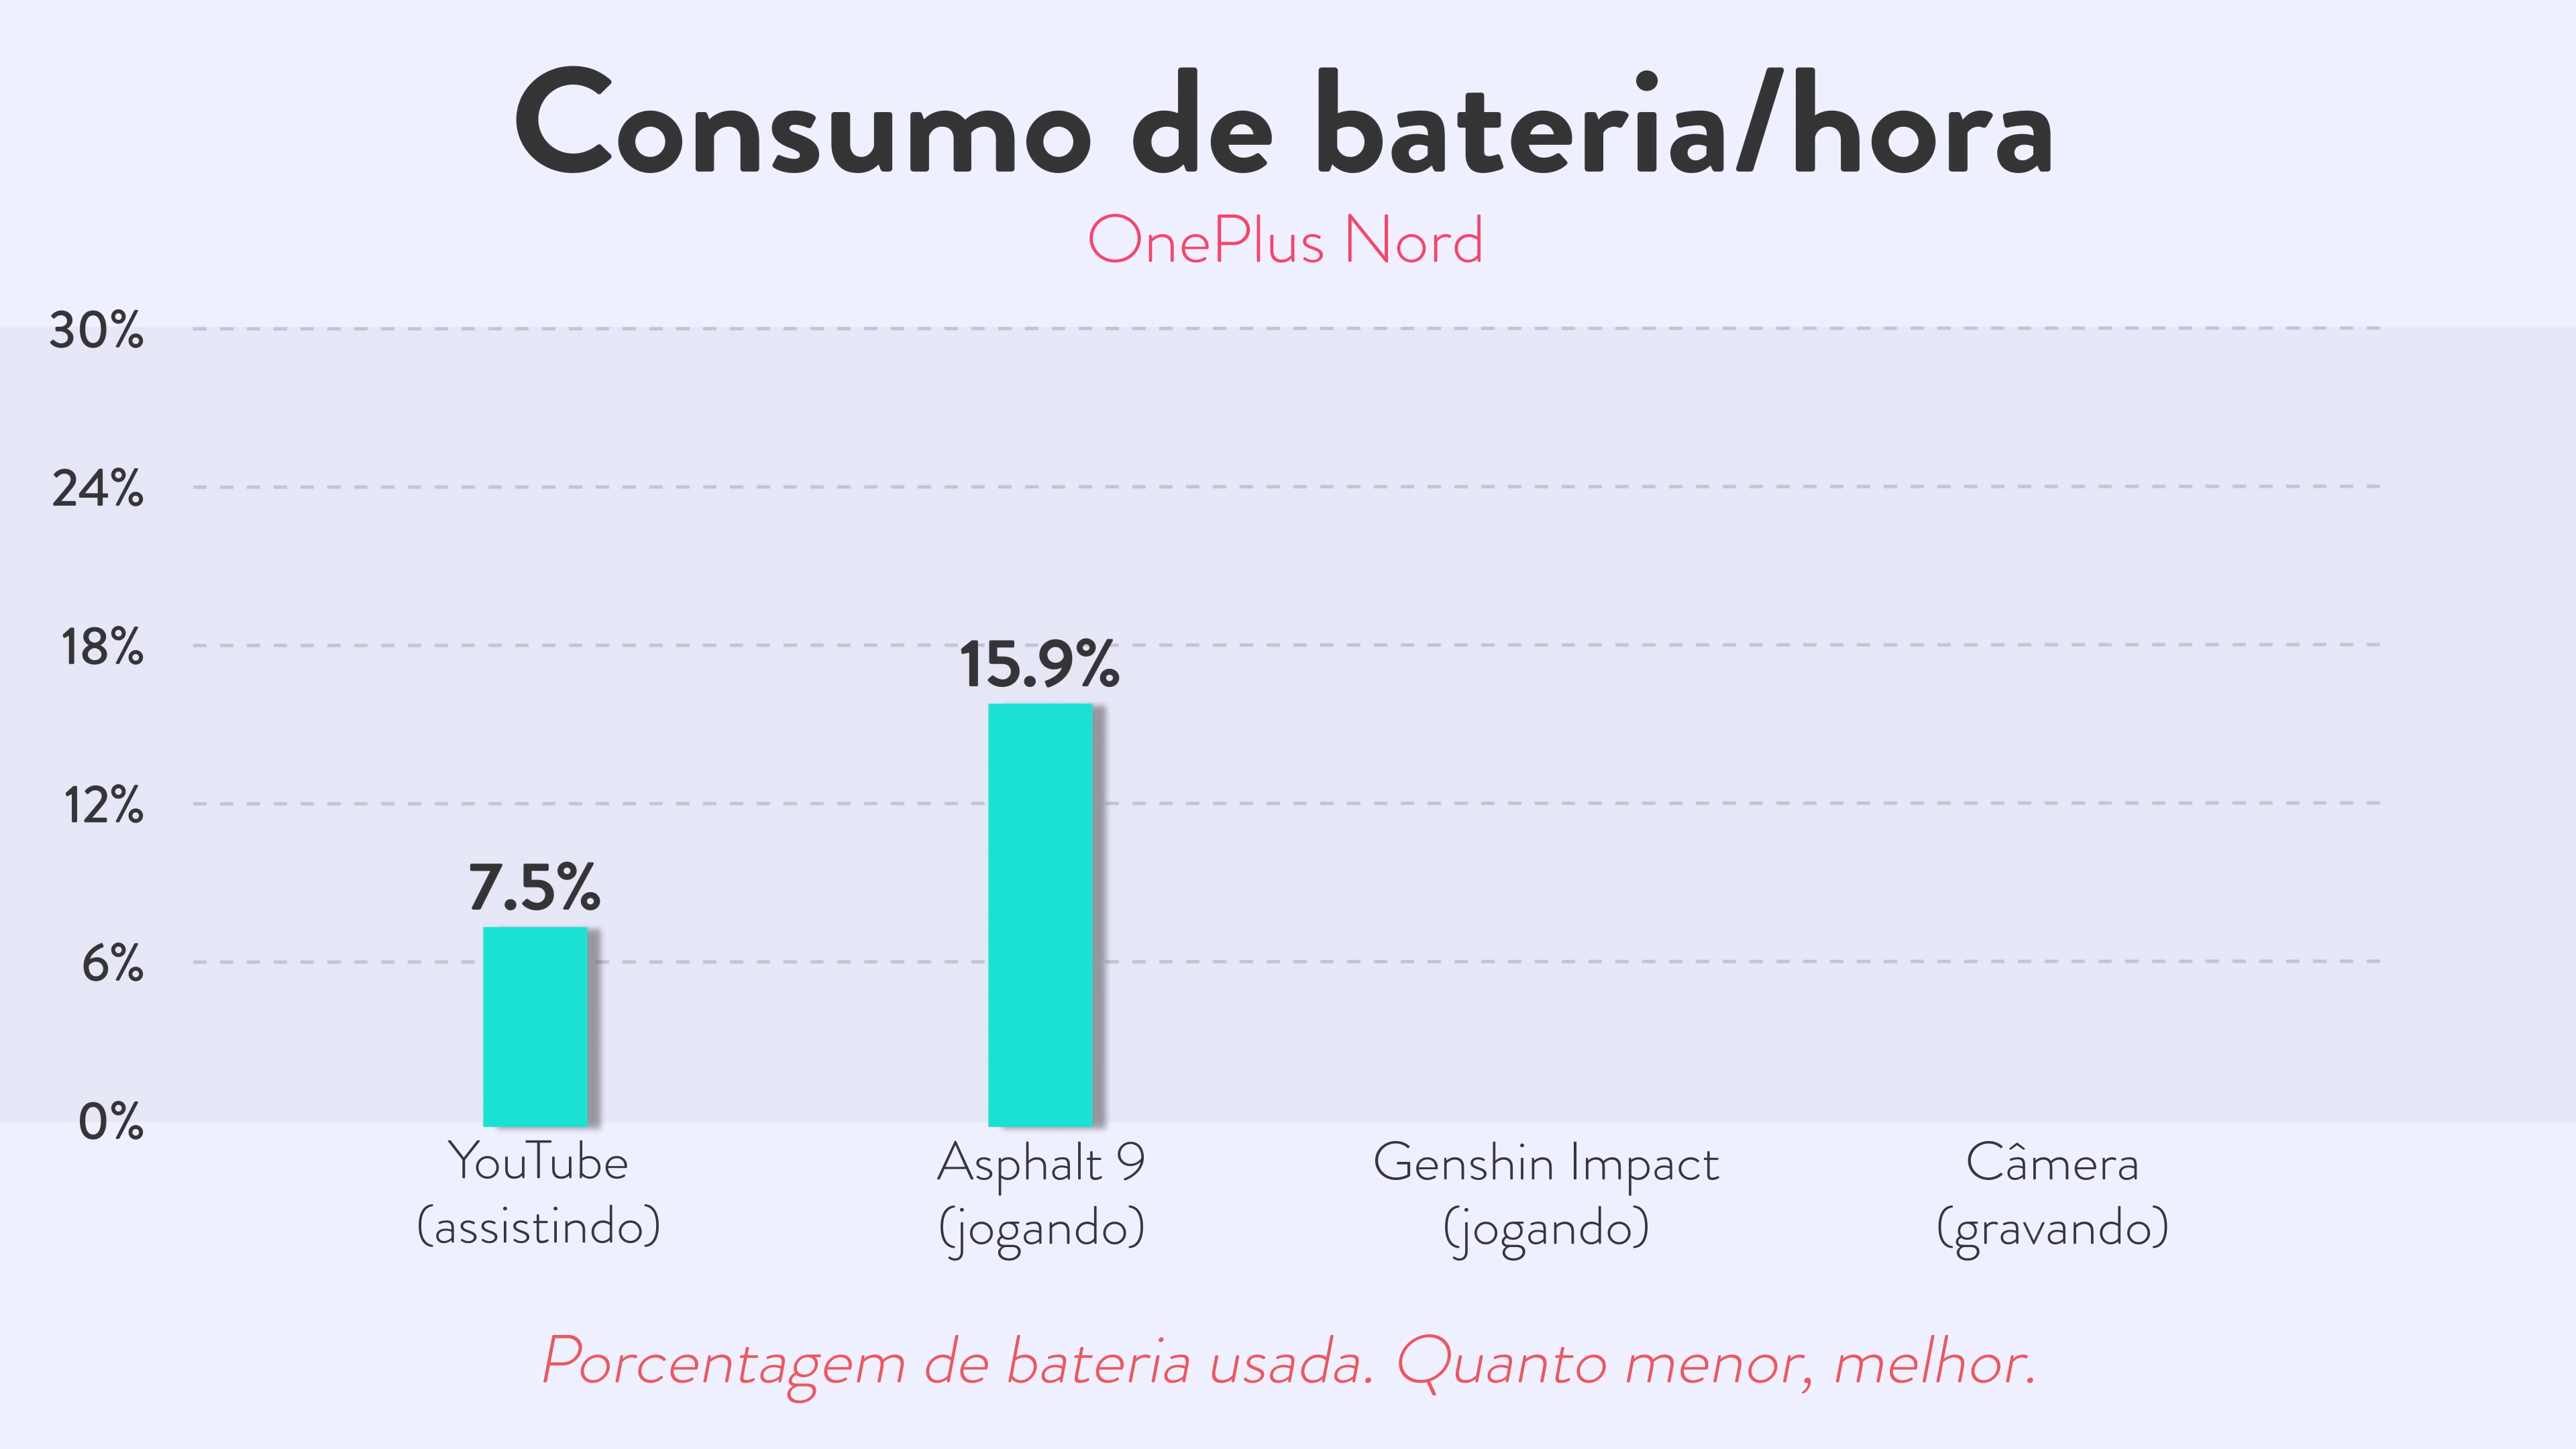 Consumo de bateria/hora
OnePlus Nord
30%
24%
18%
15.9%
12%
7.5%
6%
0%
YouTube
(assistindo)
Asphalt 9
(jogando)
Genshin Impact
(jogando)
Câmera
(gravando)
Porcentagem de bateria usada. Quanto menor, melhor.